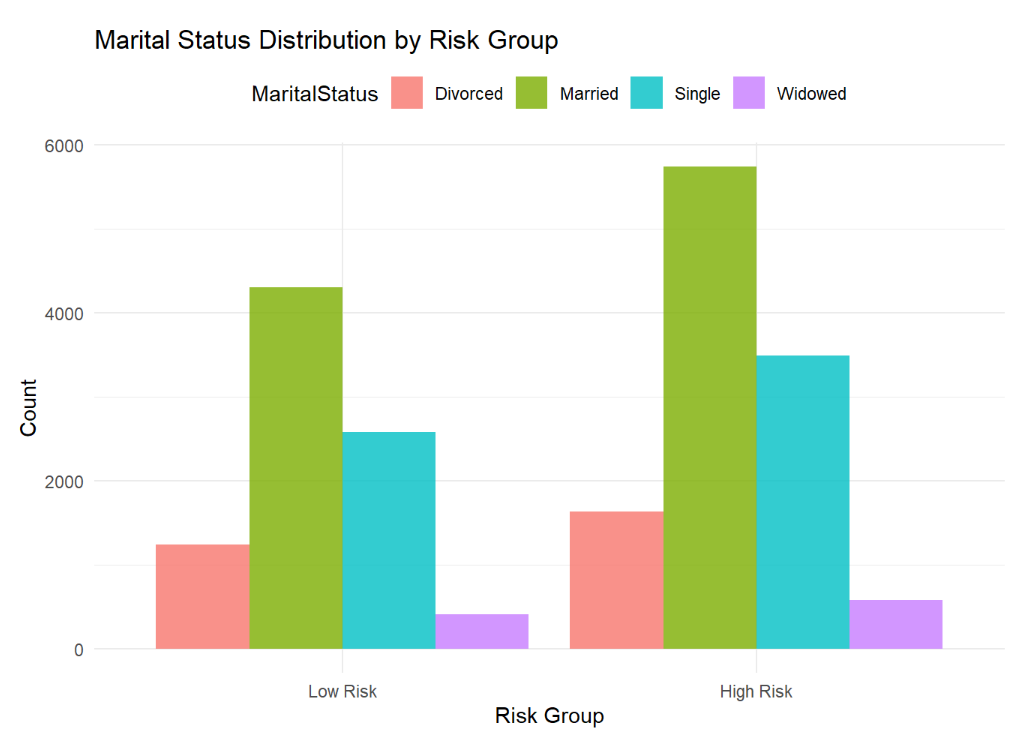 Marital Status Distribution by Risk Group
MaritalStatus Divorced Married Single Widowed
6000
4000
2000
0
Count
Low Risk High Risk
Risk Group